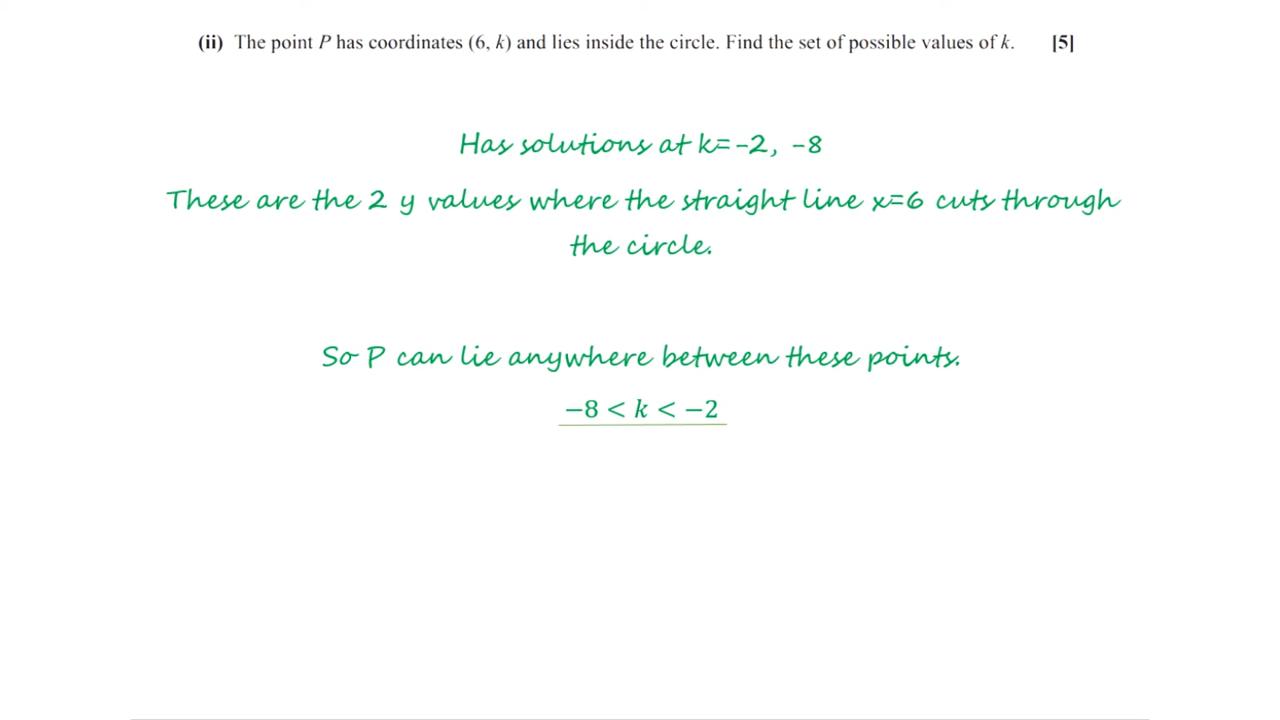 (ii) The point P has coordinates (6, k) and lies inside the circle. Find the set of possible values of k. [5]
Has solutions at k=-2, -8
These are the 2 y values where the straight line x=6 cuts through
the circle.
So P can lie anywhere between these points.
−8 < k < −2